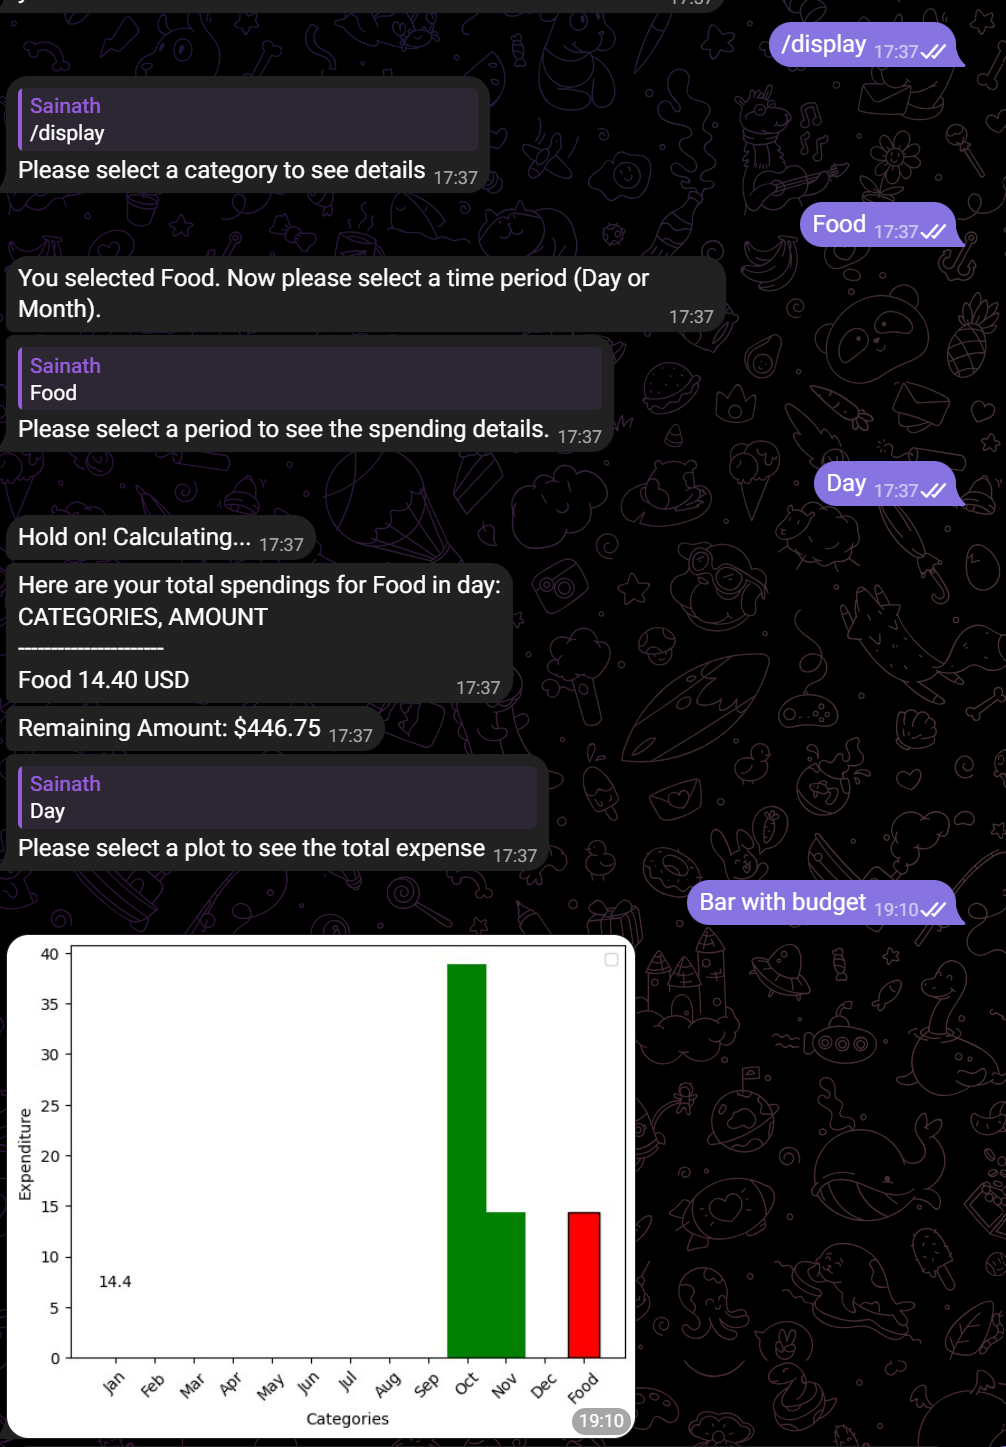 17:37
/display 17:37
Sainath
/display
Please select a category to see details 17:37
Food 17:37
You selected Food. Now please select a time period (Day or
Month). 17:37
Sainath
Food
Please select a period to see the spending details. 17:37
Day 17:37
Hold on! Calculating... 17:37
Here are your total spendings for Food in day:
CATEGORIES, AMOUNT
----------------------
Food 14.40 USD 17:37
Remaining Amount: $446.75 17:37
Sainath
Day
Please select a plot to see the total expense 17:37
Bar with budget 19:10
40
35
30
25
20
15
10
5
0
Expenditure
14.4
Jan Feb Mar Apr May Jun Jul Aug Sep Oct Nov Dec Food
Categories
19:10